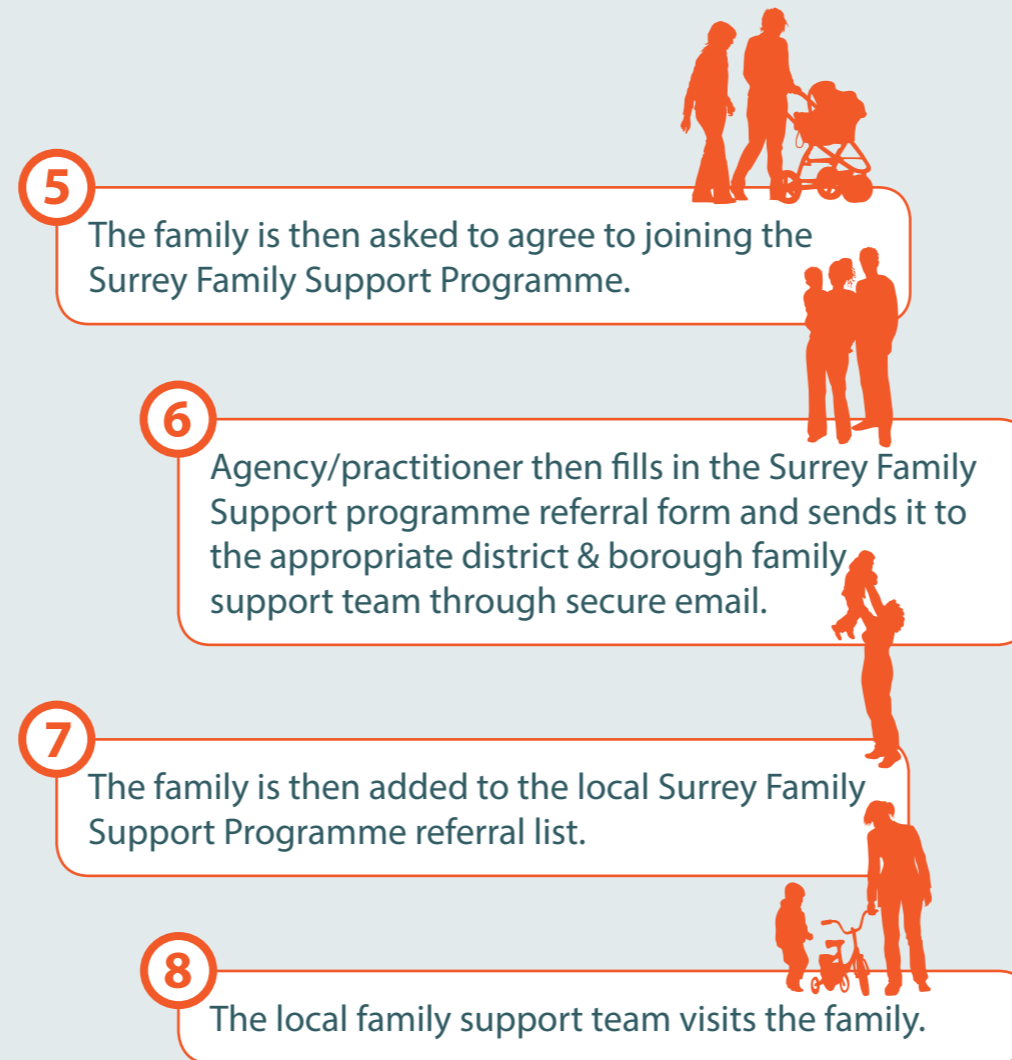 5
The family is then asked to agree to joining the
Surrey Family Support Programme.
6
Agency/practitioner then fills in the Surrey Family
Support programme referral form and sends it to
the appropriate district & borough family
support team through secure email.
7
The family is then added to the local Surrey Family
Support Programme referral list.
8
The local family support team visits the family.